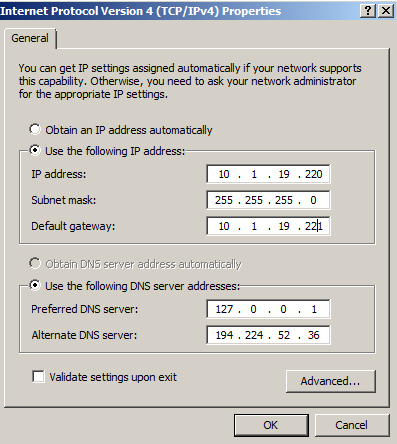 Internet Protocol Version 4 (TCP/IPv4) Properties
General
You can get IP settings assigned automatically if your network supports
this capability. Otherwise, you need to ask your network administrator
for the appropriate IP settings.
Obtain an IP address automatically
Use the following IP address:
IP address: 10 . 1 . 19 . 220
Subnet mask: 255 . 255 . 255 . 0
Default gateway: 10 . 1 . 19 . 221
Obtain DNS server address automatically
Use the following DNS server addresses:
Preferred DNS server: 127 . 0 . 0 . 1
Alternate DNS server: 194 . 224 . 52 . 36
Validate settings upon exit
Advanced...
OK Cancel